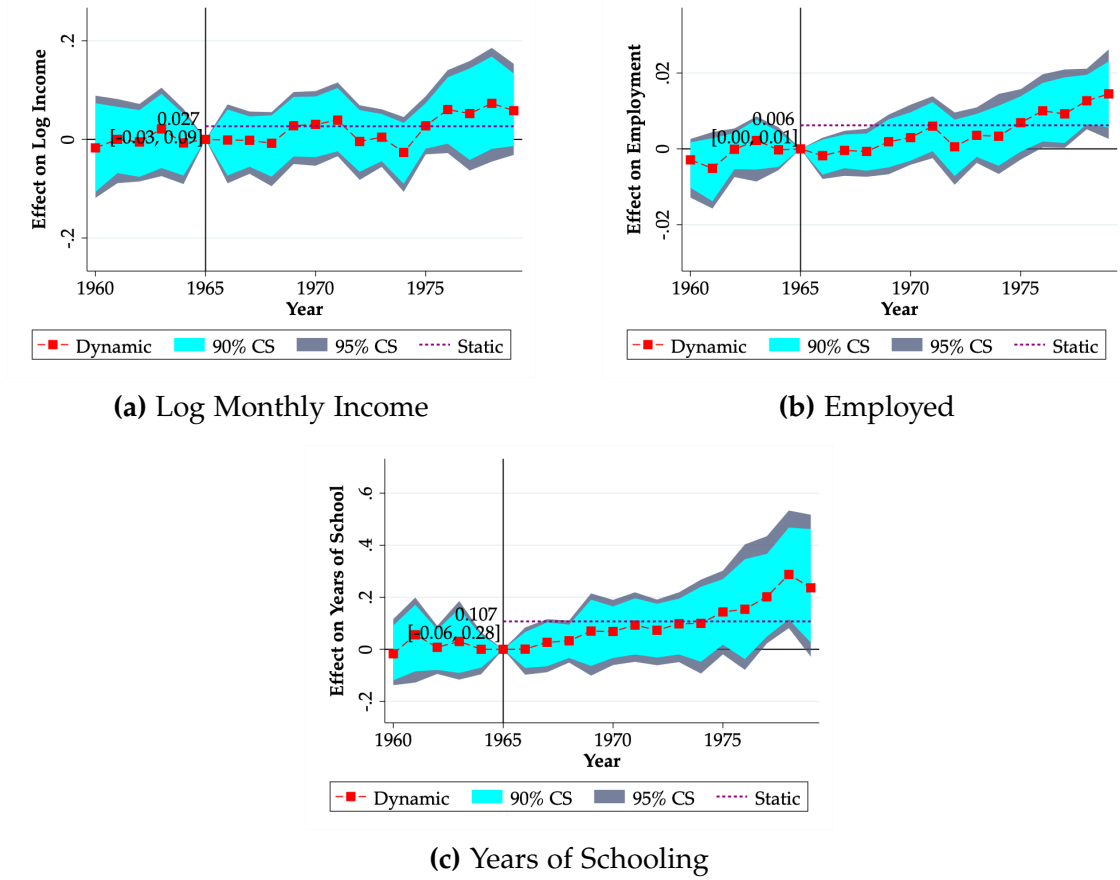 Effect on Log Income
.2
0
-.2
0.027
[-0.03, 0.09]
1960 1965 1970 1975
Year
Dynamic 90% CS 95% CS Static
(a) Log Monthly Income
Effect on Employment
.02
0
-.02
0.006
[0.00, 0.01]
1960 1965 1970 1975
Year
Dynamic 90% CS 95% CS Static
(b) Employed
Effect on Years of School
.6
.4
.2
0
-.2
0.107
[-0.06, 0.28]
1960 1965 1970 1975
Year
Dynamic 90% CS 95% CS Static
(c) Years of Schooling